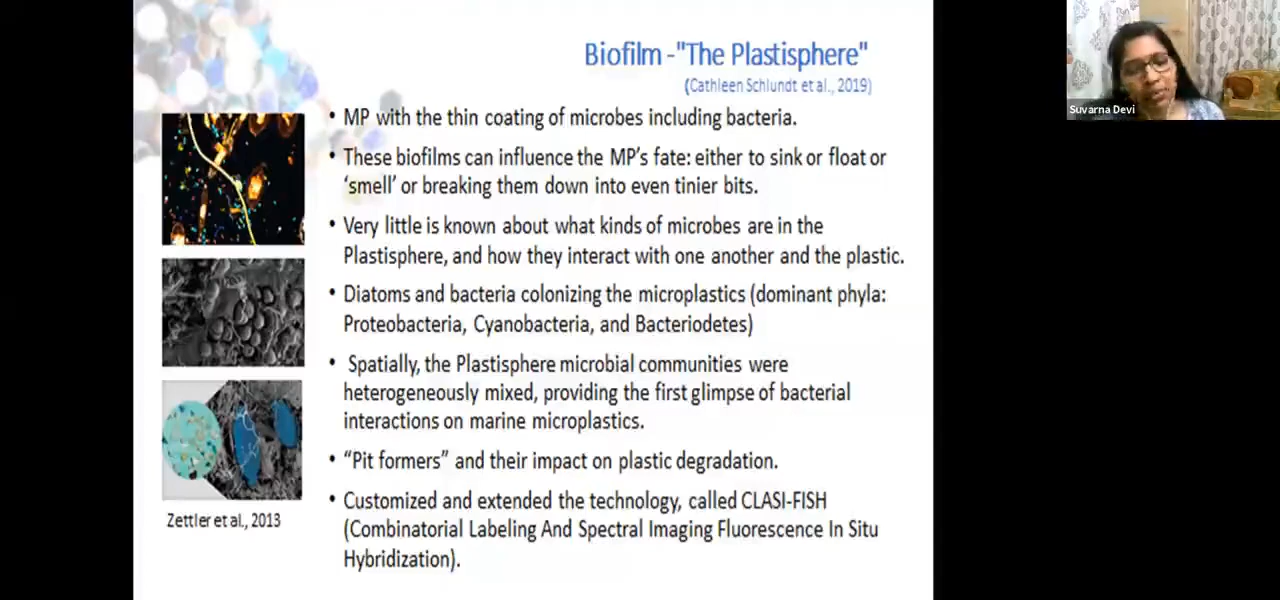 Biofilm -"The Plastisphere"
(Cathleen Schlundt et al., 2019)
Suvarna Devi
• MP with the thin coating of microbes including bacteria.
• These biofilms can influence the MP's fate: either to sink or float or
'smell' or breaking them down into even tinier bits.
• Very little is known about what kinds of microbes are in the
Plastisphere, and how they interact with one another and the plastic.
• Diatoms and bacteria colonizing the microplastics (dominant phyla:
Proteobacteria, Cyanobacteria, and Bacteriodetes)
• Spatially, the Plastisphere microbial communities were
heterogeneously mixed, providing the first glimpse of bacterial
interactions on marine microplastics.
• "Pit formers" and their impact on plastic degradation.
• Customized and extended the technology, called CLASI-FISH
(Combinatorial Labeling And Spectral Imaging Fluorescence In Situ
Hybridization).
Zettler et al., 2013